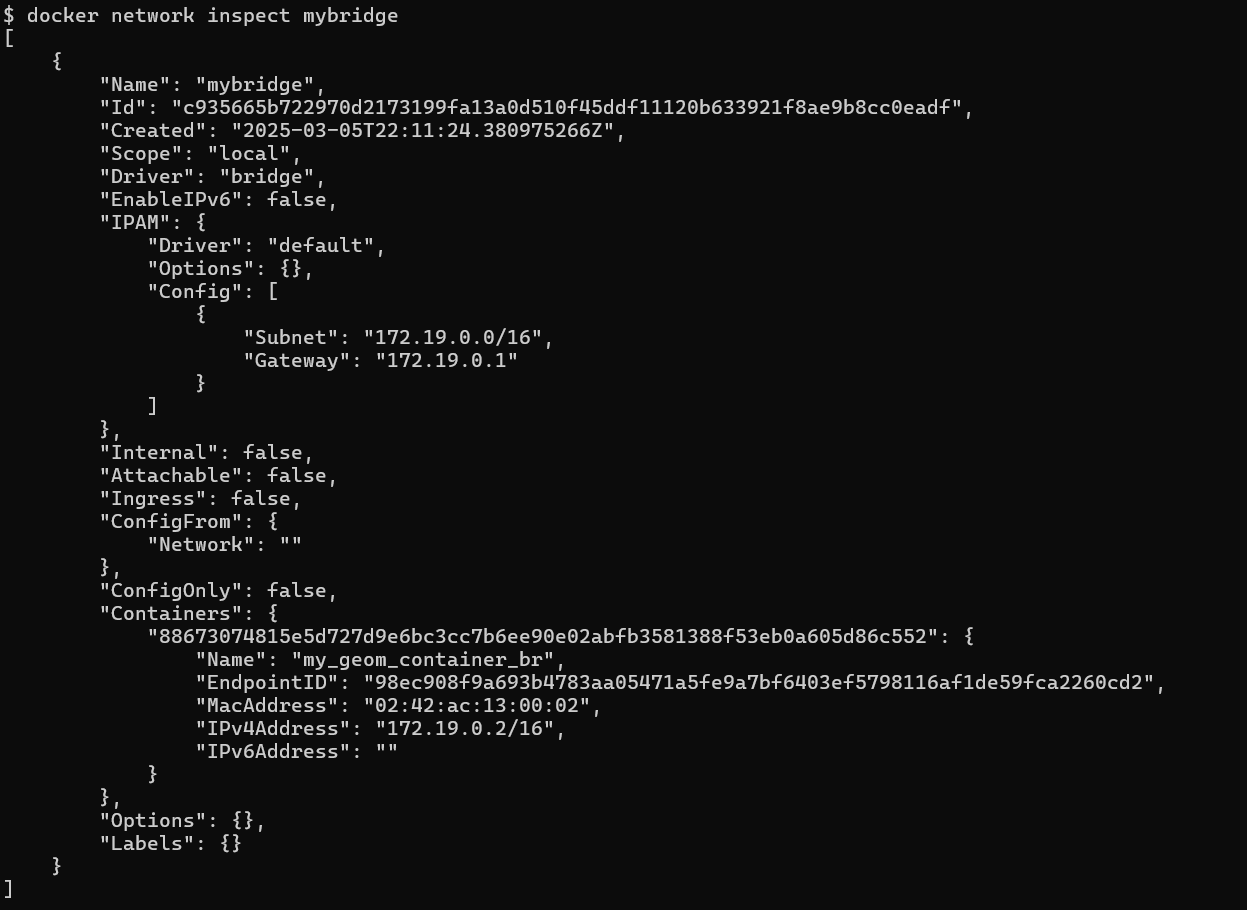 $ docker network inspect mybridge
[
    {
        "Name": "mybridge",
        "Id": "c935665b722970d2173199fa13a0d510f45ddf11120b633921f8ae9b8cc0eadf",
        "Created": "2025-03-05T22:11:24.380975266Z",
        "Scope": "local",
        "Driver": "bridge",
        "EnableIPv6": false,
        "IPAM": {
            "Driver": "default",
            "Options": {},
            "Config": [
                {
                    "Subnet": "172.19.0.0/16",
                    "Gateway": "172.19.0.1"
                }
            ]
        },
        "Internal": false,
        "Attachable": false,
        "Ingress": false,
        "ConfigFrom": {
            "Network": ""
        },
        "ConfigOnly": false,
        "Containers": {
            "88673074815e5d727d9e6bc3cc7b6ee90e02abfb3581388f53eb0a605d86c552": {
                "Name": "my_geom_container_br",
                "EndpointID": "98ec908f9a693b4783aa05471a5fe9a7bf6403ef5798116af1de59fca2260cd2",
                "MacAddress": "02:42:ac:13:00:02",
                "IPv4Address": "172.19.0.2/16",
                "IPv6Address": ""
            }
        },
        "Options": {},
        "Labels": {}
    }
]